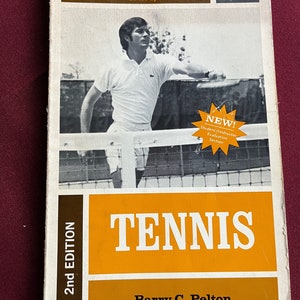 NEW!
TENNIS
2nd EDITION
Barry C. Pelton